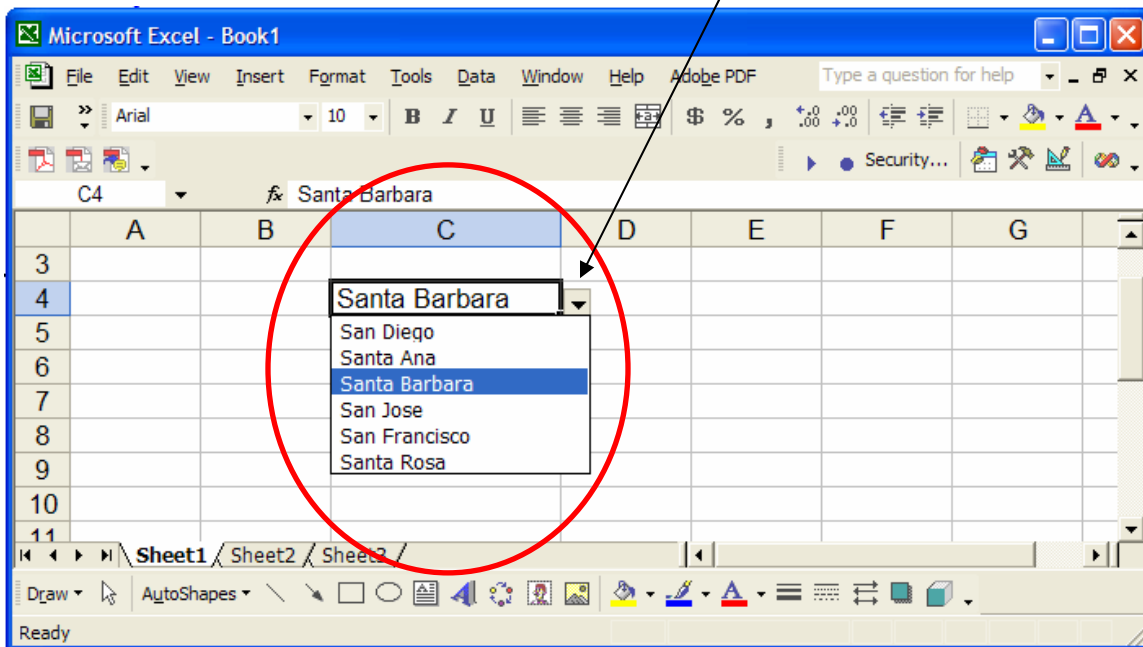 Microsoft Excel - Book1
File Edit View Insert Format Tools Data Window Help Adobe PDF Type a question for help
Arial 10 B I U $ % ,
Security...
C4 fx Santa Barbara
A B C D E F G
3
4 Santa Barbara
5 San Diego
6 Santa Ana
Santa Barbara
7 San Jose
8 San Francisco
9 Santa Rosa
10
11
Sheet1 Sheet2 Sheet3
Draw AutoShapes
Ready